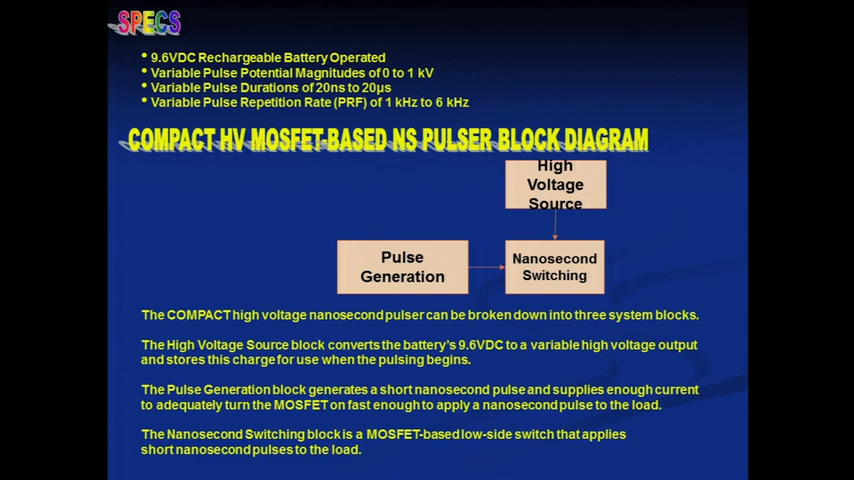 SPECS
• 9.6VDC Rechargeable Battery Operated
• Variable Pulse Potential Magnitudes of 0 to 1 kV
• Variable Pulse Durations of 20ns to 20µs
• Variable Pulse Repetition Rate (PRF) of 1 kHz to 6 kHz
COMPACT HV MOSFET-BASED NS PULSER BLOCK DIAGRAM
High
Voltage
Source
Pulse
Generation
Nanosecond
Switching
The COMPACT high voltage nanosecond pulser can be broken down into three system blocks.
The High Voltage Source block converts the battery's 9.6VDC to a variable high voltage output
and stores this charge for use when the pulsing begins.
The Pulse Generation block generates a short nanosecond pulse and supplies enough current
to adequately turn the MOSFET on fast enough to apply a nanosecond pulse to the load.
The Nanosecond Switching block is a MOSFET-based low-side switch that applies
short nanosecond pulses to the load.